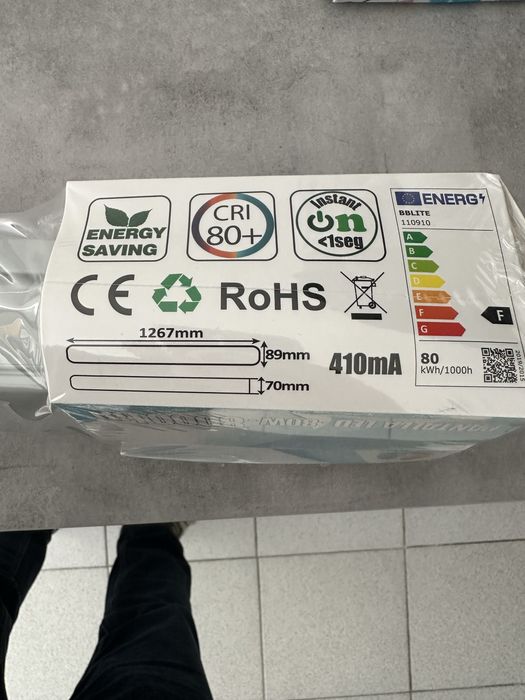 ENERGY
SAVING
CRI
80+
Instant
On
<1seg
CE
RoHS
1267mm
89mm
70mm
410mA
ENERG
BBLITE
110910
A
B
C
D
E
F
G
F
80
kWh/1000h
2019/2015